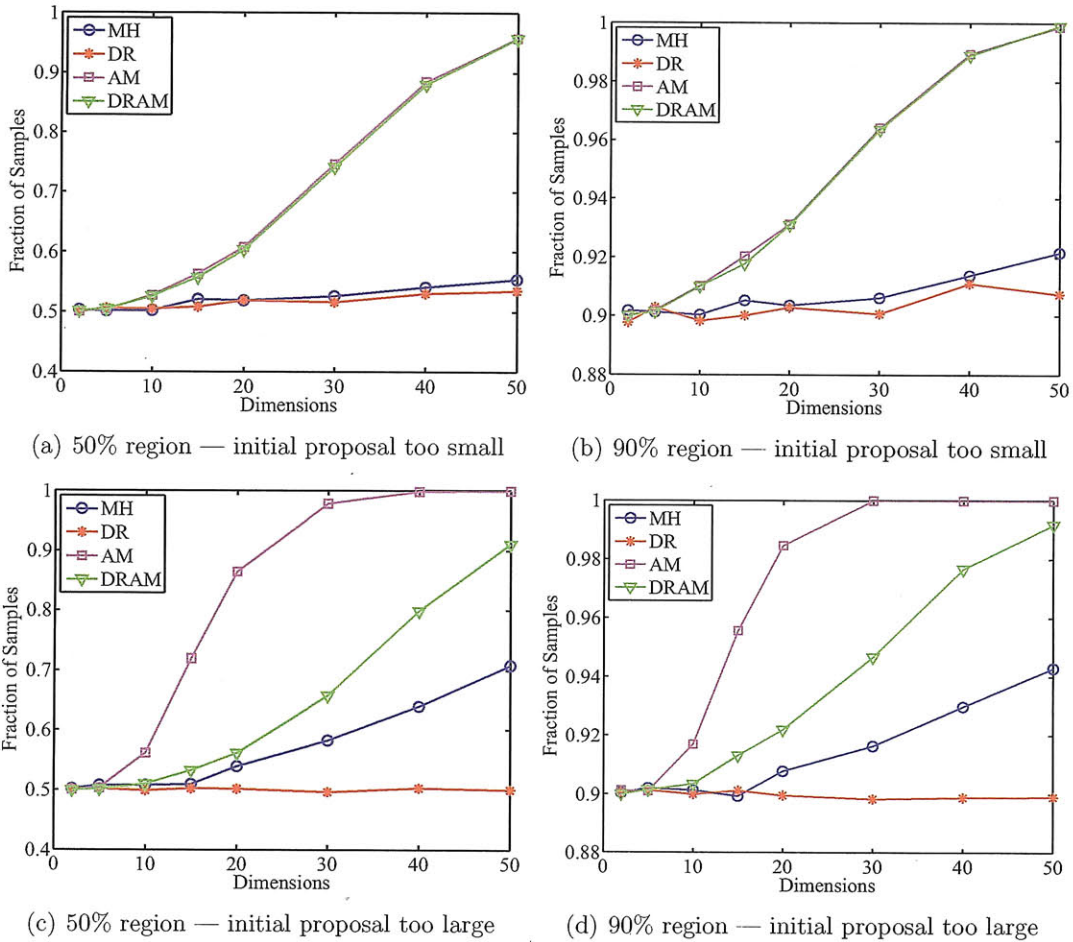 1
0.9
0.8
0.7
0.6
0.5
0.4
Fraction of Samples
MH
DR
AM
DRAM
0 10 20 30 40 50
Dimensions
(a) 50% region — initial proposal too small
1
0.98
0.96
0.94
0.92
0.9
0.88
Fraction of Samples
MH
DR
AM
DRAM
0 10 20 30 40 50
Dimensions
(b) 90% region — initial proposal too small
1
0.9
0.8
0.7
0.6
0.5
0.4
Fraction of Samples
MH
DR
AM
DRAM
0 10 20 30 40 50
Dimensions
(c) 50% region — initial proposal too large
1
0.98
0.96
0.94
0.92
0.9
0.88
Fraction of Samples
MH
DR
AM
DRAM
0 10 20 30 40 50
Dimensions
(d) 90% region — initial proposal too large